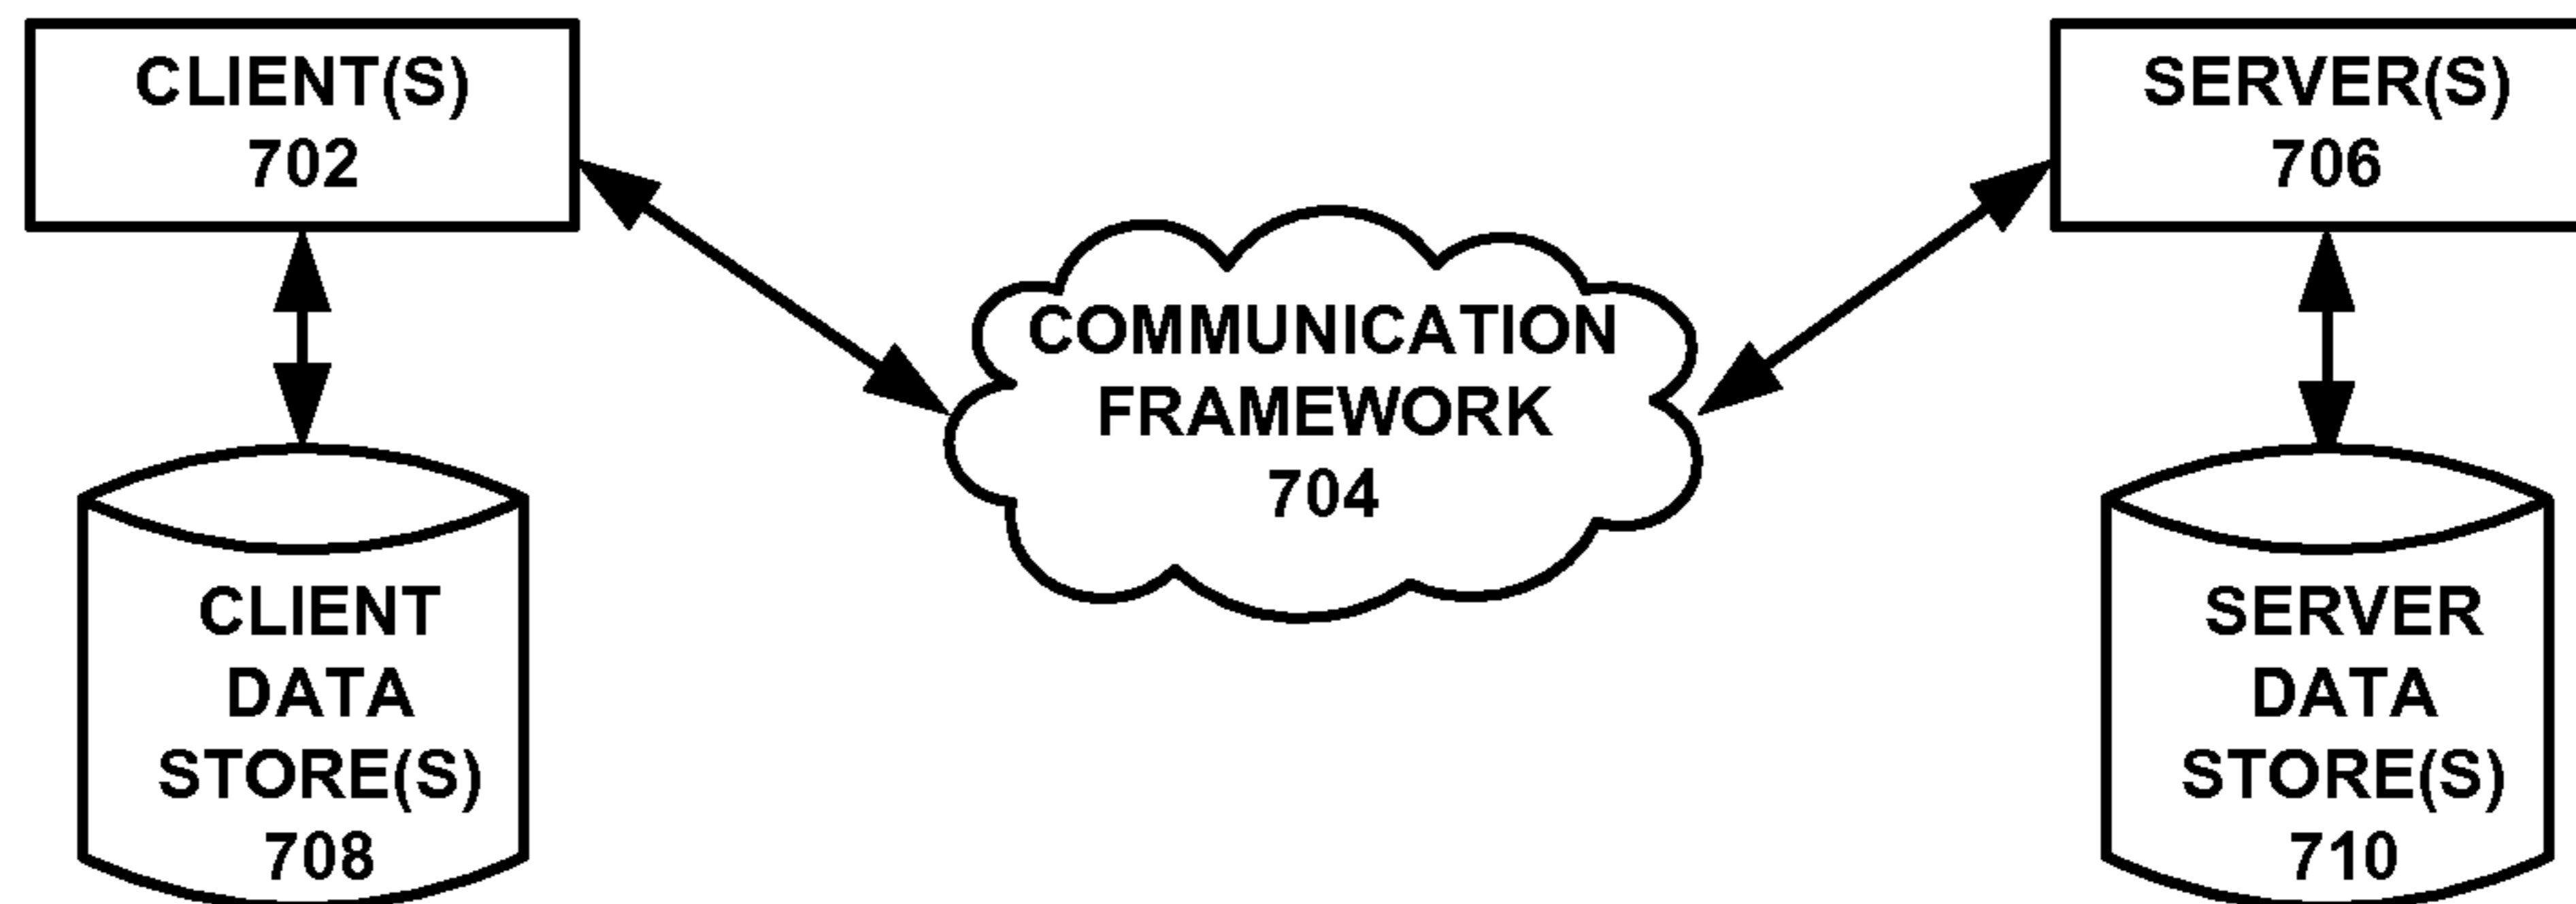 CLIENT(S)
702
SERVER(S)
706
COMMUNICATION
FRAMEWORK
704
CLIENT
DATA
STORE(S)
708
SERVER
DATA
STORE(S)
710